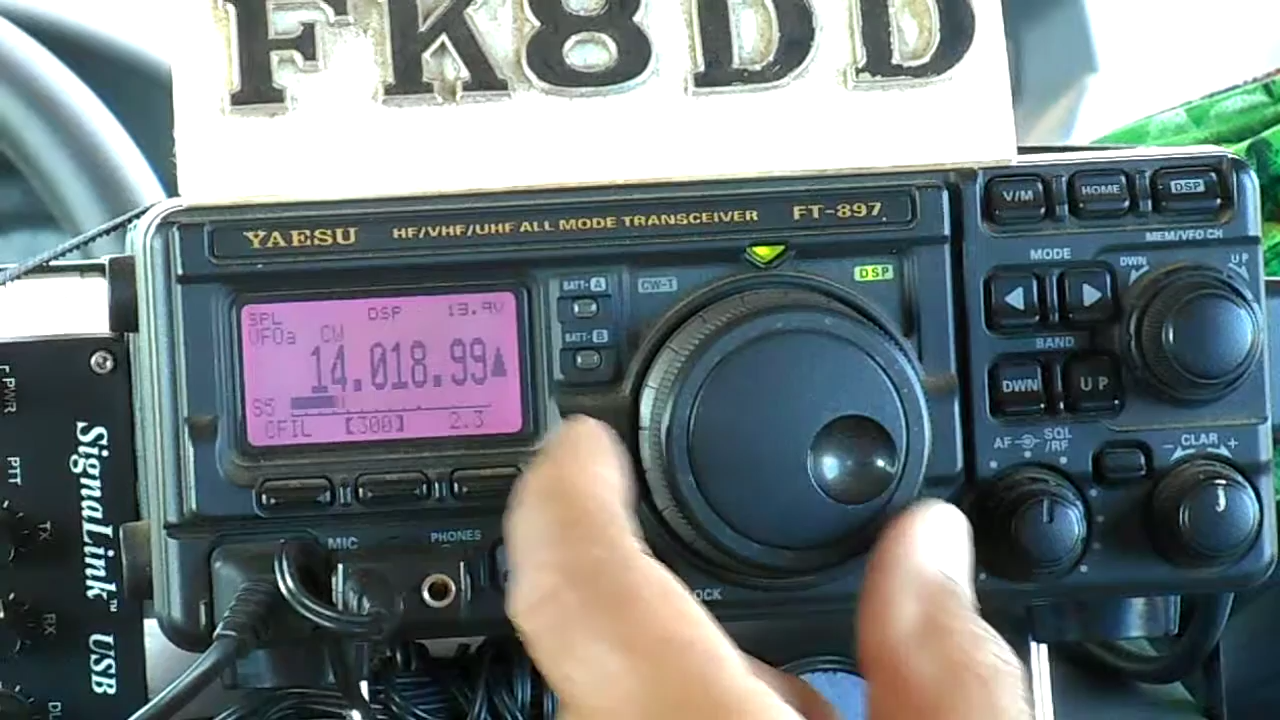 FK8DD
YAESU HF/VHF/UHF ALL MODE TRANSCEIVER FT-897
V/M HOME DSP
MEM/VFO CH
MODE DWN UP
BATT-A
CW-T
DSP
BATT-B
SPL DSP 13.9V
VFOa CW
14.018.99
S5
CFIL [300] 2.3
BAND
DWN UP
AF SQL/RF
- CLAR +
MIC PHONES
OCK
PWR
PTT
TX
RX
SignaLink™ USB